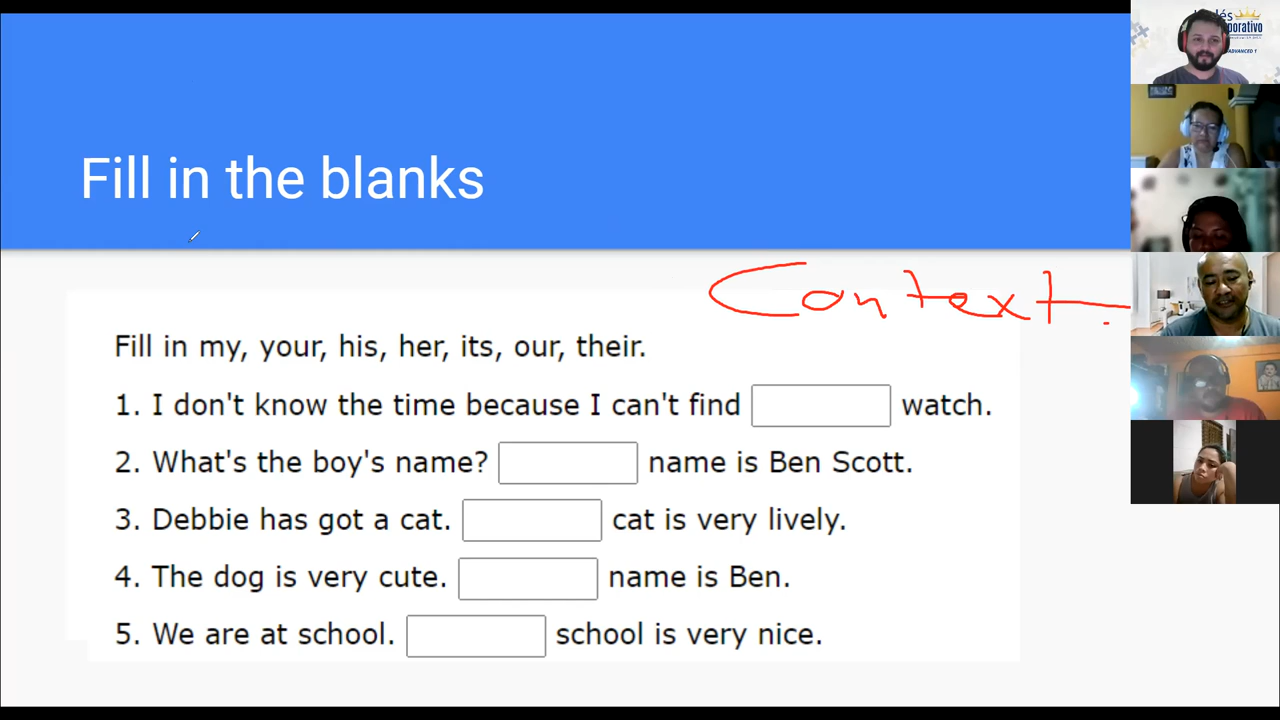 Fill in the blanks
Context.
Fill in my, your, his, her, its, our, their.
1. I don't know the time because I can't find watch.
2. What's the boy's name? name is Ben Scott.
3. Debbie has got a cat. cat is very lively.
4. The dog is very cute. name is Ben.
5. We are at school. school is very nice.
ADVANCED 1